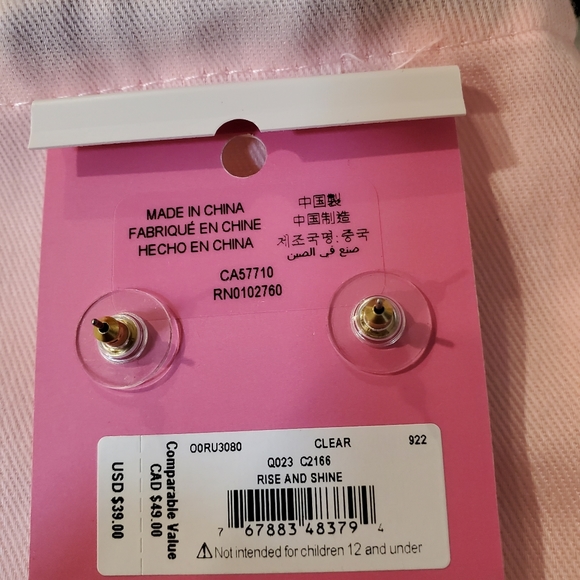 MADE IN CHINA
FABRIQUÉ EN CHINE
HECHO EN CHINA
中国製
中国制造
제조국명:중국
صنع في الصين
CA57710
RN0102760
O0RU3080 CLEAR 922
Q023 C2166
RISE AND SHINE
7 67883 48379 4
⚠Not intended for children 12 and under
Comparable Value
CAD $49.00
USD $39.00